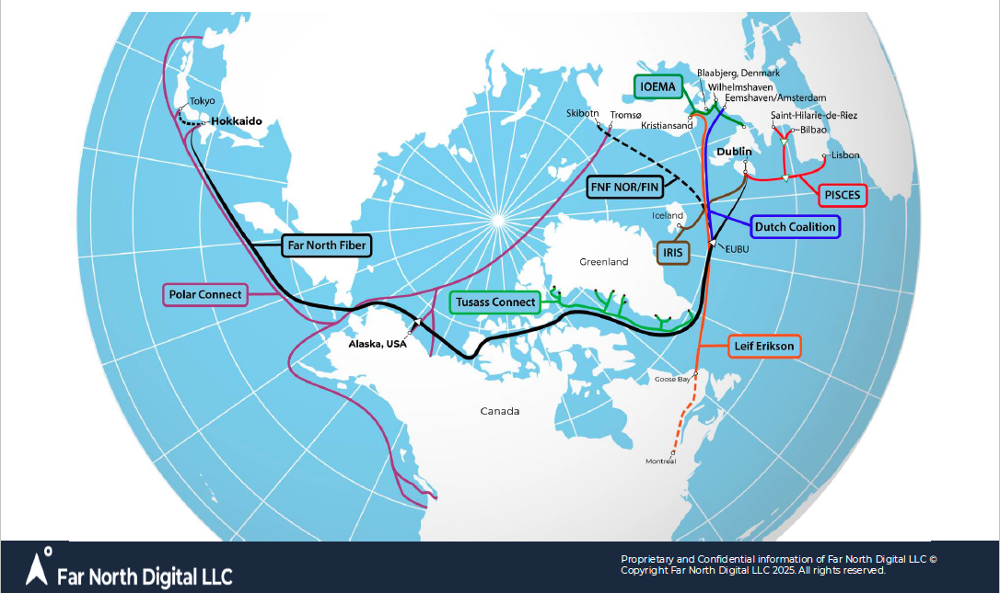 Blaabjerg, Denmark
IOEMA
Wilhelmshaven
Eemshaven/Amsterdam
Tokyo
Skibotn
Tromsø
Saint-Hilarie-de-Riez
Hokkaido
Kristiansand
Bilbao
Dublin
Lisbon
FNF NOR/FIN
PISCES
Iceland
Dutch Coalition
Far North Fiber
IRIS
EUBU
Greenland
Polar Connect
Tusass Connect
Alaska, USA
Leif Erikson
Goose Bay
Canada
Montreal
Far North Digital LLC
Proprietary and Confidential information of Far North Digital LLC ©
Copyright Far North Digital LLC 2025. All rights reserved.